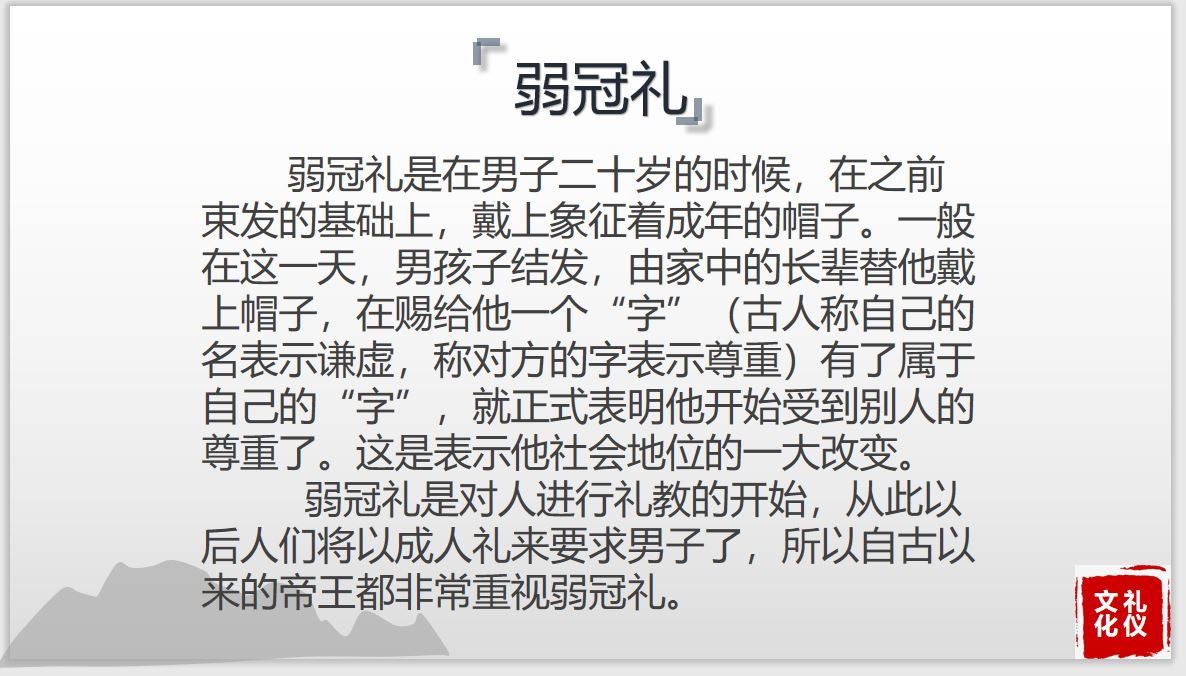 弱冠礼
弱冠礼是在男子二十岁的时候，在之前
束发的基础上，戴上象征着成年的帽子。一般
在这一天，男孩子结发，由家中的长辈替他戴
上帽子，在赐给他一个“字”（古人称自己的
名表示谦虚，称对方的字表示尊重）有了属于
自己的“字”，就正式表明他开始受到别人的
尊重了。这是表示他社会地位的一大改变。
弱冠礼是对人进行礼教的开始，从此以
后人们将以成人礼来要求男子了，所以自古以
来的帝王都非常重视弱冠礼。
礼仪
文化